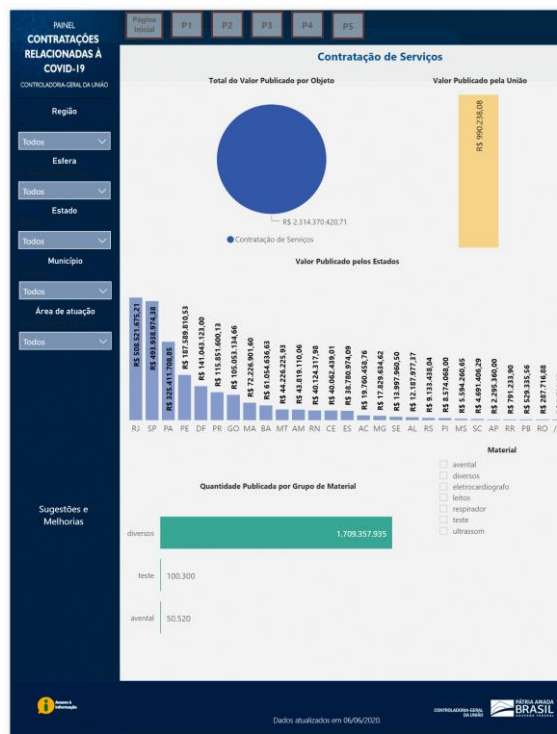 PAINEL
CONTRATAÇÕES
RELACIONADAS À
COVID-19
CONTROLADORIA-GERAL DA UNIÃO
Região
Todos
Esfera
Todos
Estado
Todos
Município
Todos
Área de atuação
Todos
Sugestões e
Melhorias
Página
Inicial
P1
P2
P3
P4
P5
Contratação de Serviços
Total do Valor Publicado por Objeto
R$ 2.314.370.420,71
Contratação de Serviços
Valor Publicado pela União
R$ 990.238,08
Valor Publicado pelos Estados
R$ 508.521.675,21
R$ 493.938.974,38
R$ 325.411.708,85
R$ 187.589.810,53
R$ 141.043.123,00
R$ 115.851.600,13
R$ 105.053.134,66
R$ 72.226.901,60
R$ 61.054.636,63
R$ 44.226.225,93
R$ 43.819.110,06
R$ 40.124.317,98
R$ 40.062.439,01
R$ 38.780.974,09
R$ 19.760.458,76
R$ 17.829.634,62
R$ 13.997.960,50
R$ 12.187.977,37
R$ 9.133.438,04
R$ 8.574.068,00
R$ 5.594.260,65
R$ 4.691.406,29
R$ 2.295.360,00
R$ 791.233,90
R$ 529.335,56
R$ 287.716,88
RJ SP PA PE DF PR GO MA BA MT AM RN CE ES AC MG SE AL RS PI MS SC AP RR PB RO
Material
avental
diversos
eletrocardiografo
leitos
respirador
teste
ultrassom
Quantidade Publicada por Grupo de Material
diversos 1.709.357.935
teste 100.300
avental 50.520
Acesso à
Informação
Dados atualizados em 06/06/2020.
CONTROLADORIA-GERAL
DA UNIÃO
PÁTRIA AMADA
BRASIL
GOVERNO FEDERAL